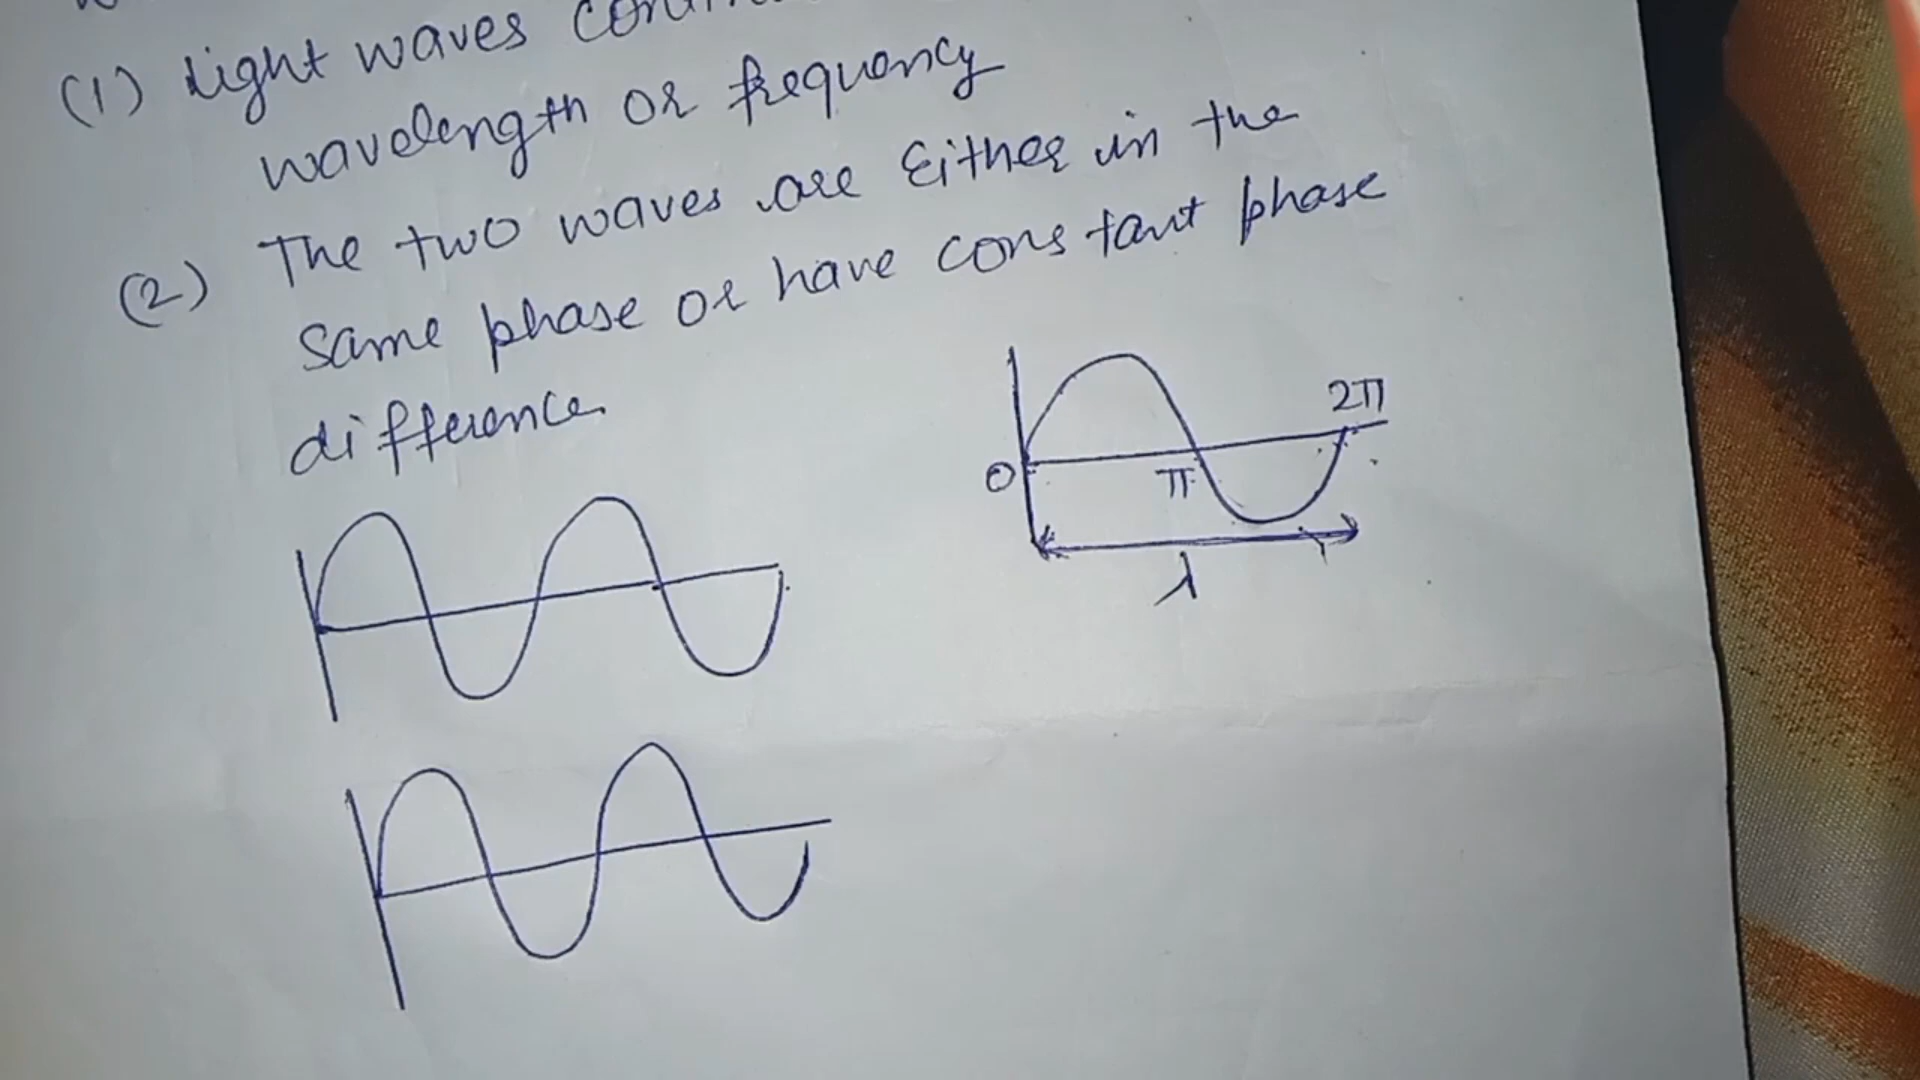 (1) Light waves
wavelength or frequency
(2) The two waves are Either in the
same phase or have constant phase
difference.
2π
0
π
λ